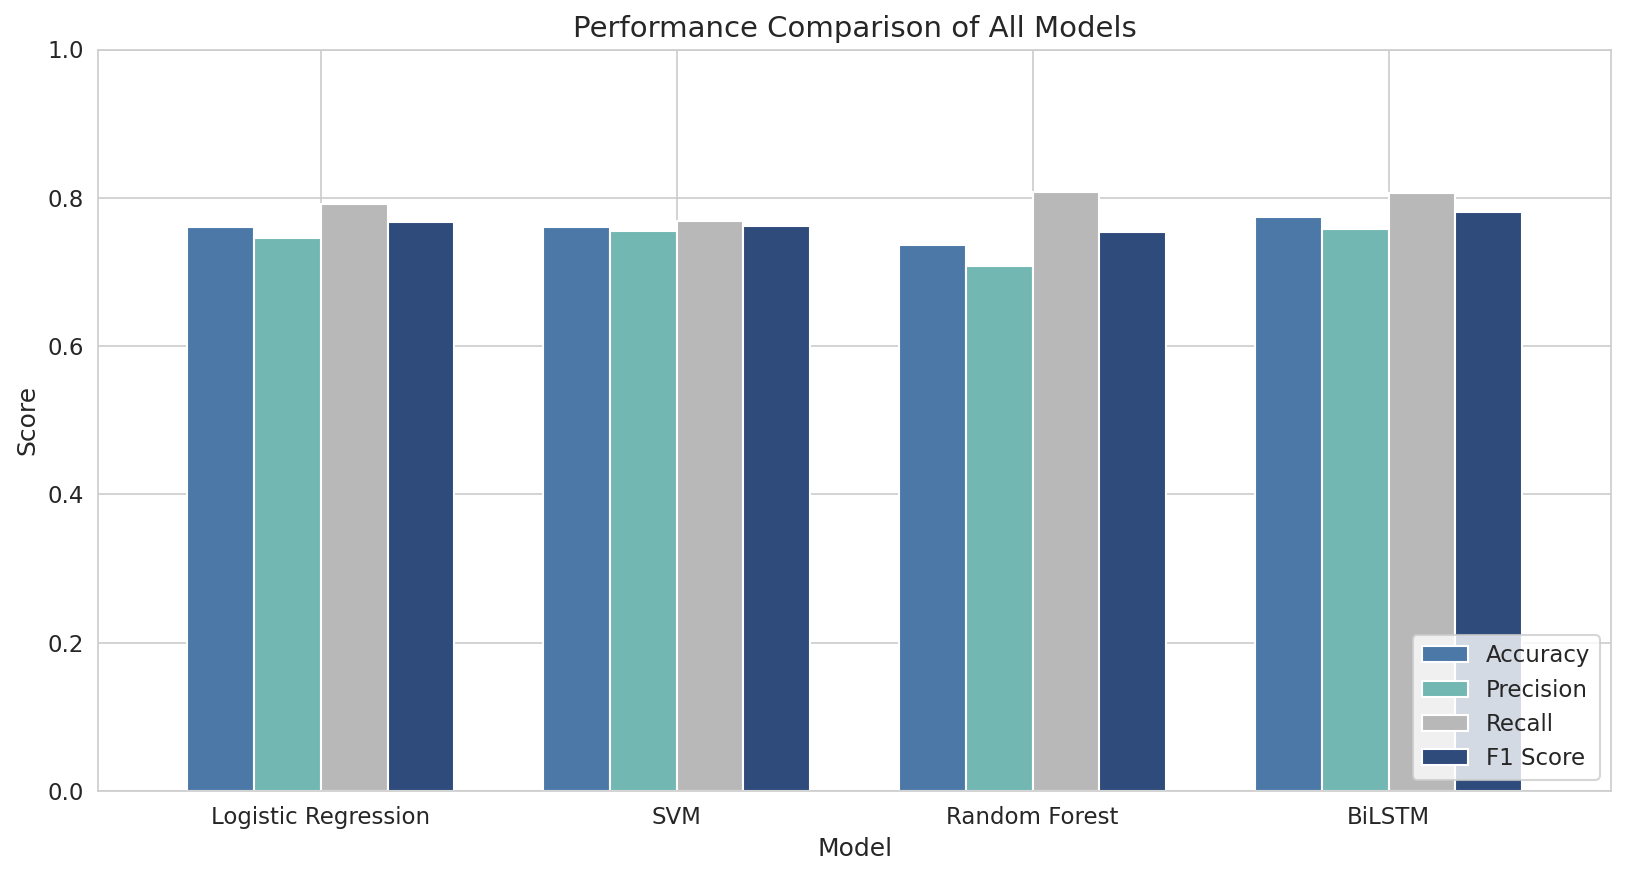 Performance Comparison of All Models
1.0
0.8
0.6
0.4
0.2
0.0
Score
Logistic Regression
SVM
Random Forest
BiLSTM
Model
Accuracy
Precision
Recall
F1 Score